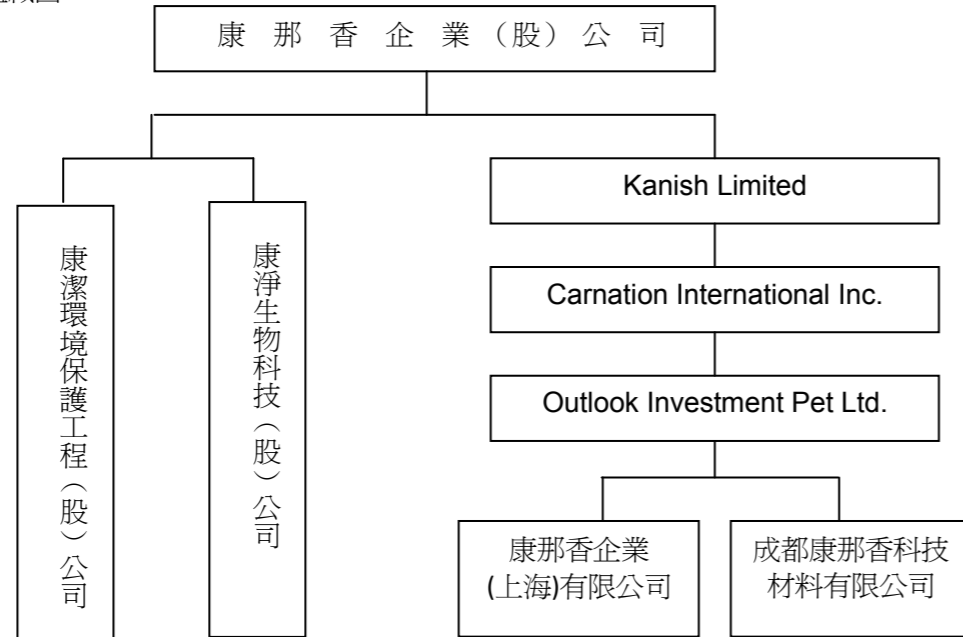 康那香企業（股）公司
Kanish Limited
Carnation International Inc.
Outlook Investment Pet Ltd.
康潔環境保護工程（股）公司
康淨生物科技（股）公司
康那香企業
(上海)有限公司
成都康那香科技
材料有限公司